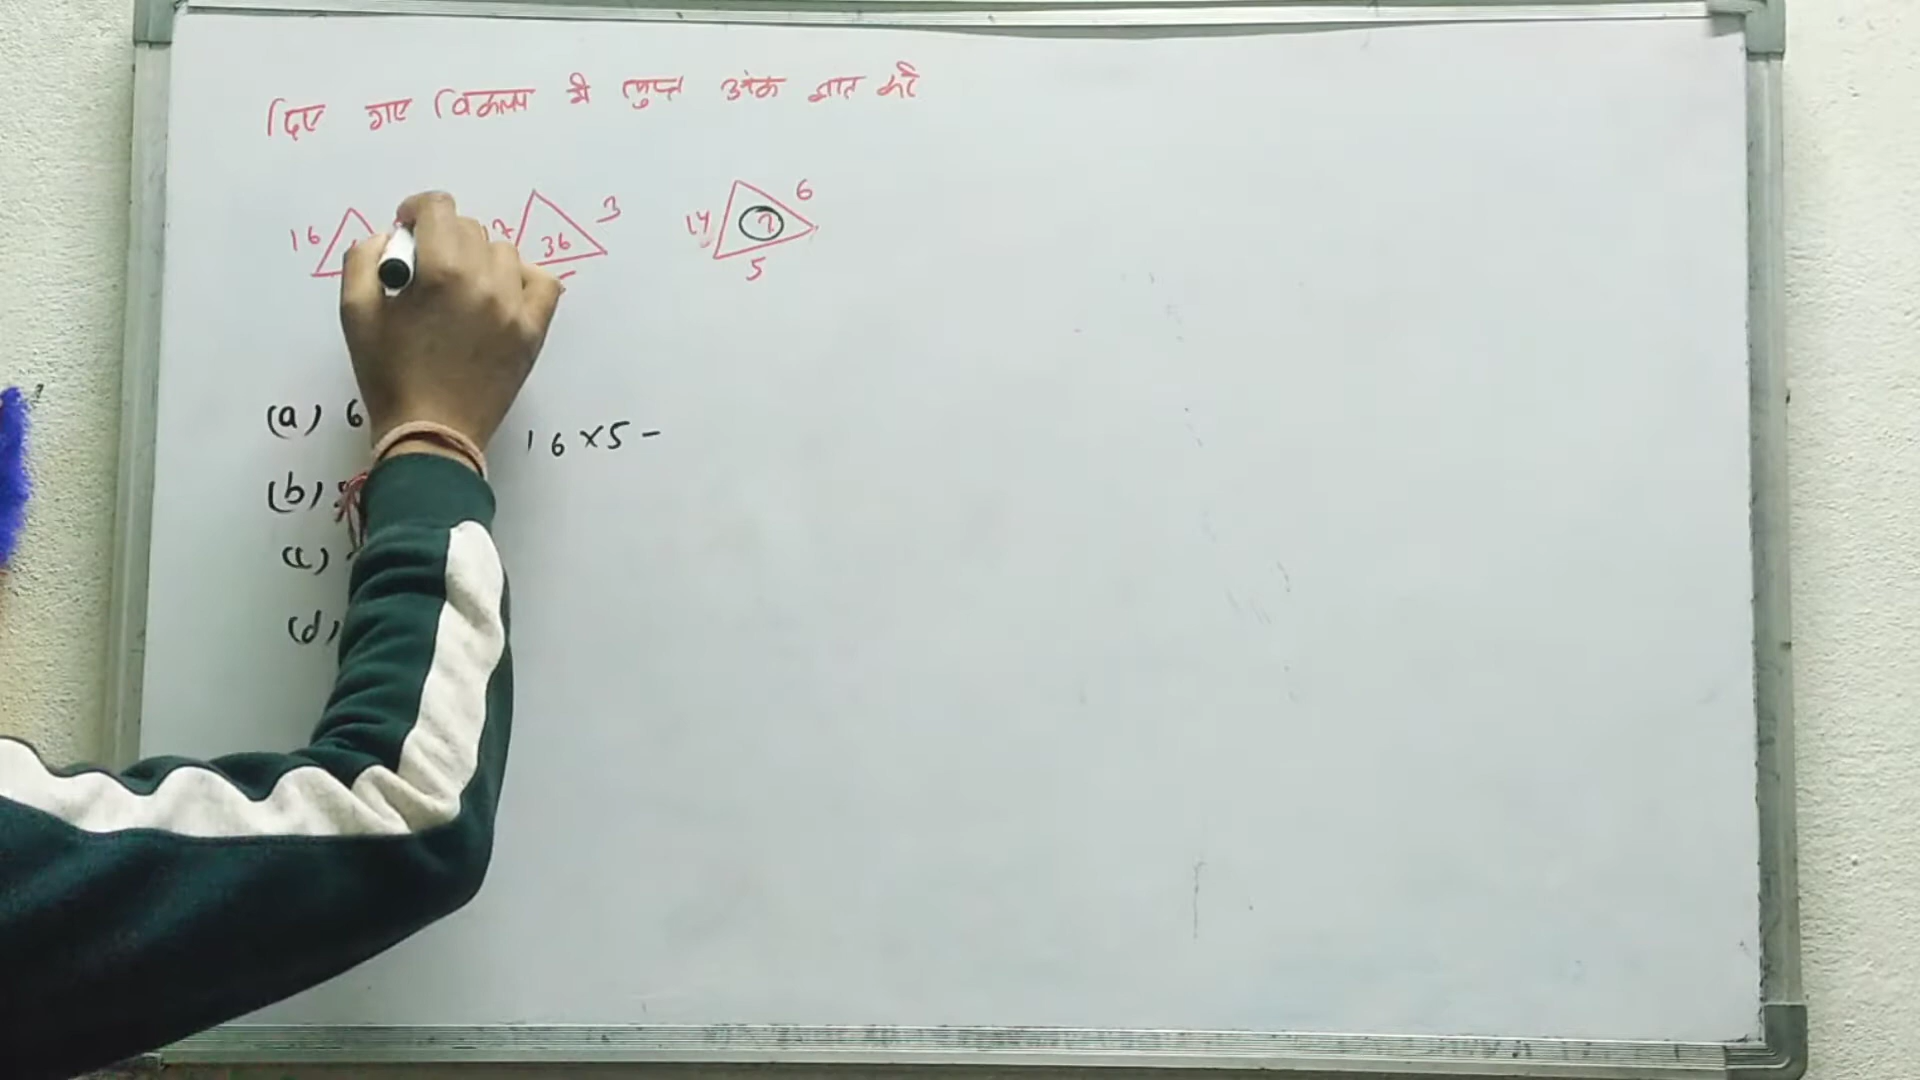 दिए गए विकल्प से लुप्त अंक ज्ञात करें
16 36 3 14 ? 6
5
(a) 6
16 x 5 -
(b)
(c)
(d)